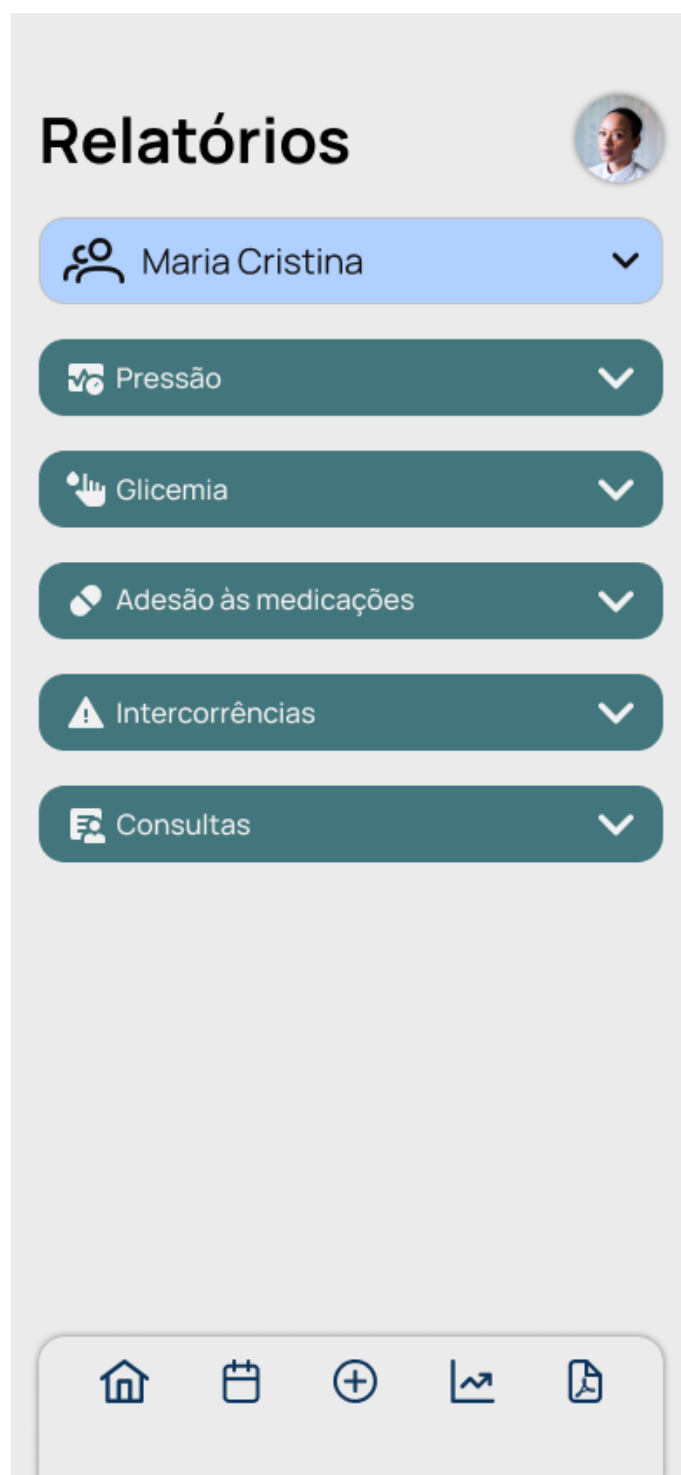 Relatórios
Maria Cristina
Pressão
Glicemia
Adesão às medicações
Intercorrências
Consultas